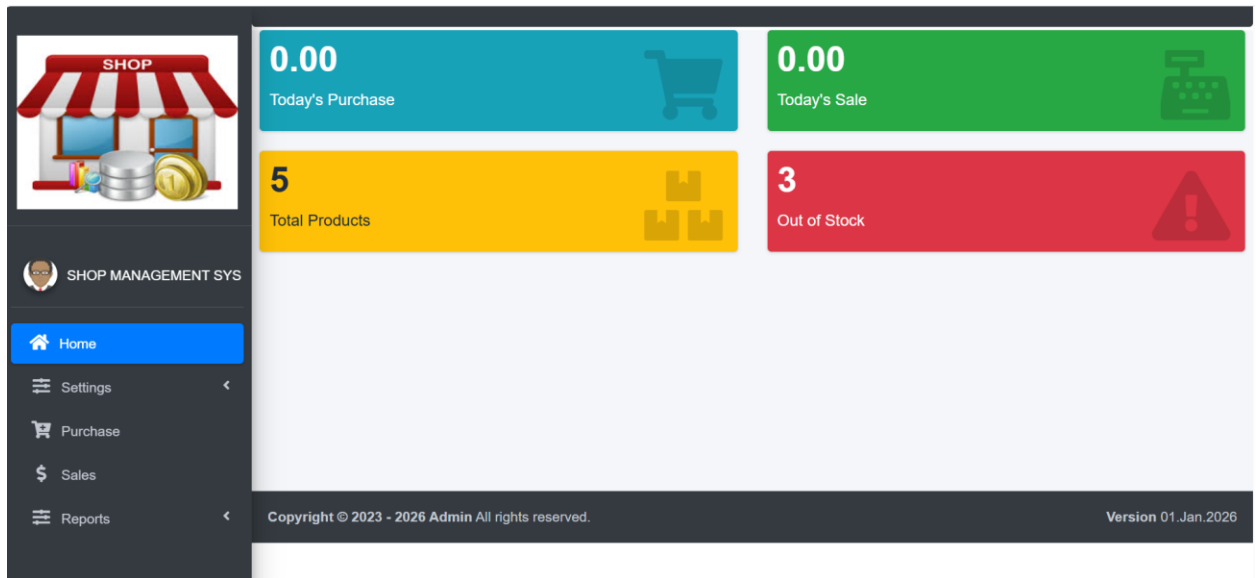 SHOP
SHOP MANAGEMENT SYS
Home
Settings
Purchase
Sales
Reports
0.00
Today's Purchase
0.00
Today's Sale
5
Total Products
3
Out of Stock
Copyright © 2023 - 2026 Admin All rights reserved.
Version 01.Jan.2026